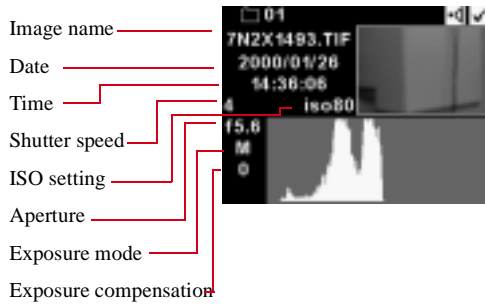 Image name
Date
Time
Shutter speed
ISO setting
Aperture
Exposure mode
Exposure compensation
01
7N2X1493.TIF
2000/01/26
14:36:06
4 iso80
f5.6
M
0